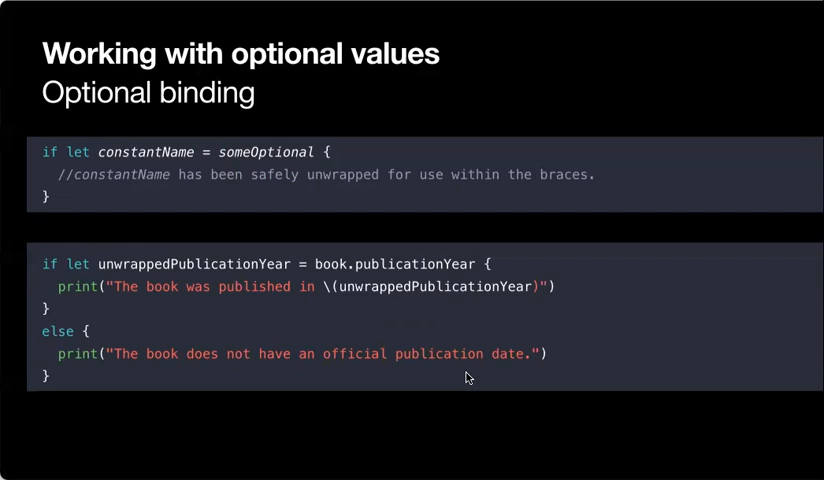 Working with optional values
Optional binding
if let constantName = someOptional {
  //constantName has been safely unwrapped for use within the braces.
}
if let unwrappedPublicationYear = book.publicationYear {
  print("The book was published in \(unwrappedPublicationYear)")
}
else {
  print("The book does not have an official publication date.")
}